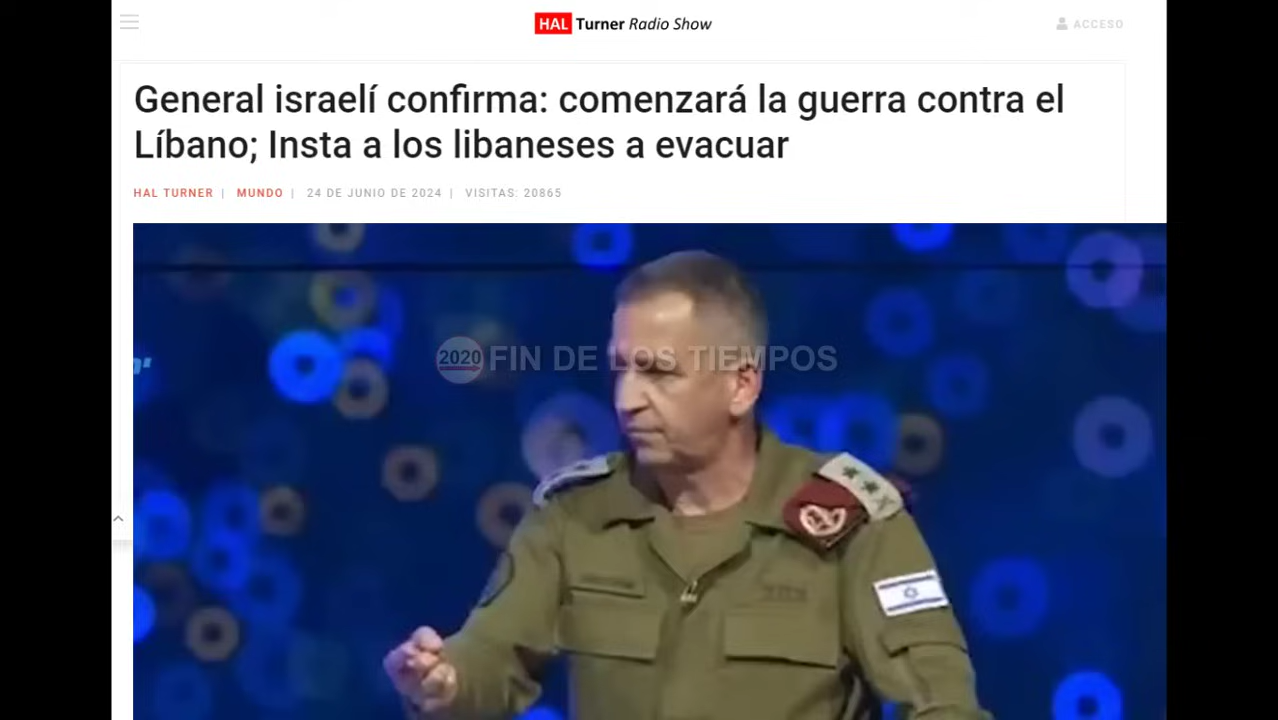 HAL Turner Radio Show
ACCESO
General israelí confirma: comenzará la guerra contra el
Líbano; Insta a los libaneses a evacuar
HAL TURNER | MUNDO | 24 DE JUNIO DE 2024 | VISITAS: 20865
2020 FIN DE LOS TIEMPOS